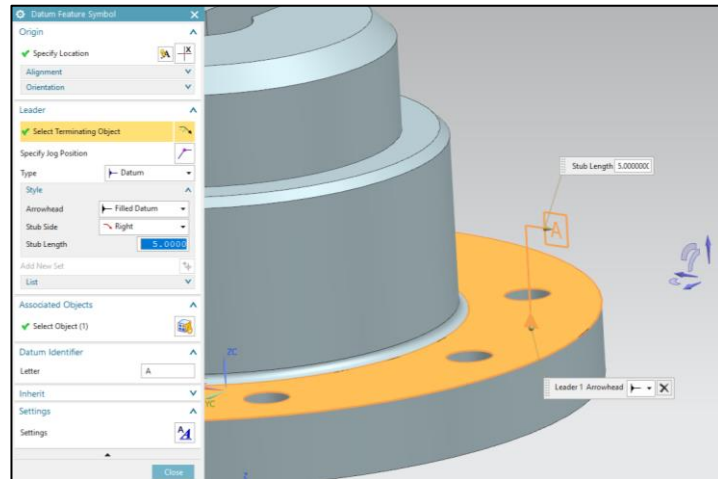 Datum Feature Symbol
Origin
Specify Location
Alignment
Orientation
Leader
Select Terminating Object
Specify Jog Position
Type
Datum
Style
Arrowhead
Filled Datum
Stub Side
Right
Stub Length
5.0000
Add New Set
List
Associated Objects
Select Object (1)
Datum Identifier
Letter
A
Inherit
Settings
Settings
Close
Stub Length 5.0000000
A
Leader 1 Arrowhead
ZC
YC
Z